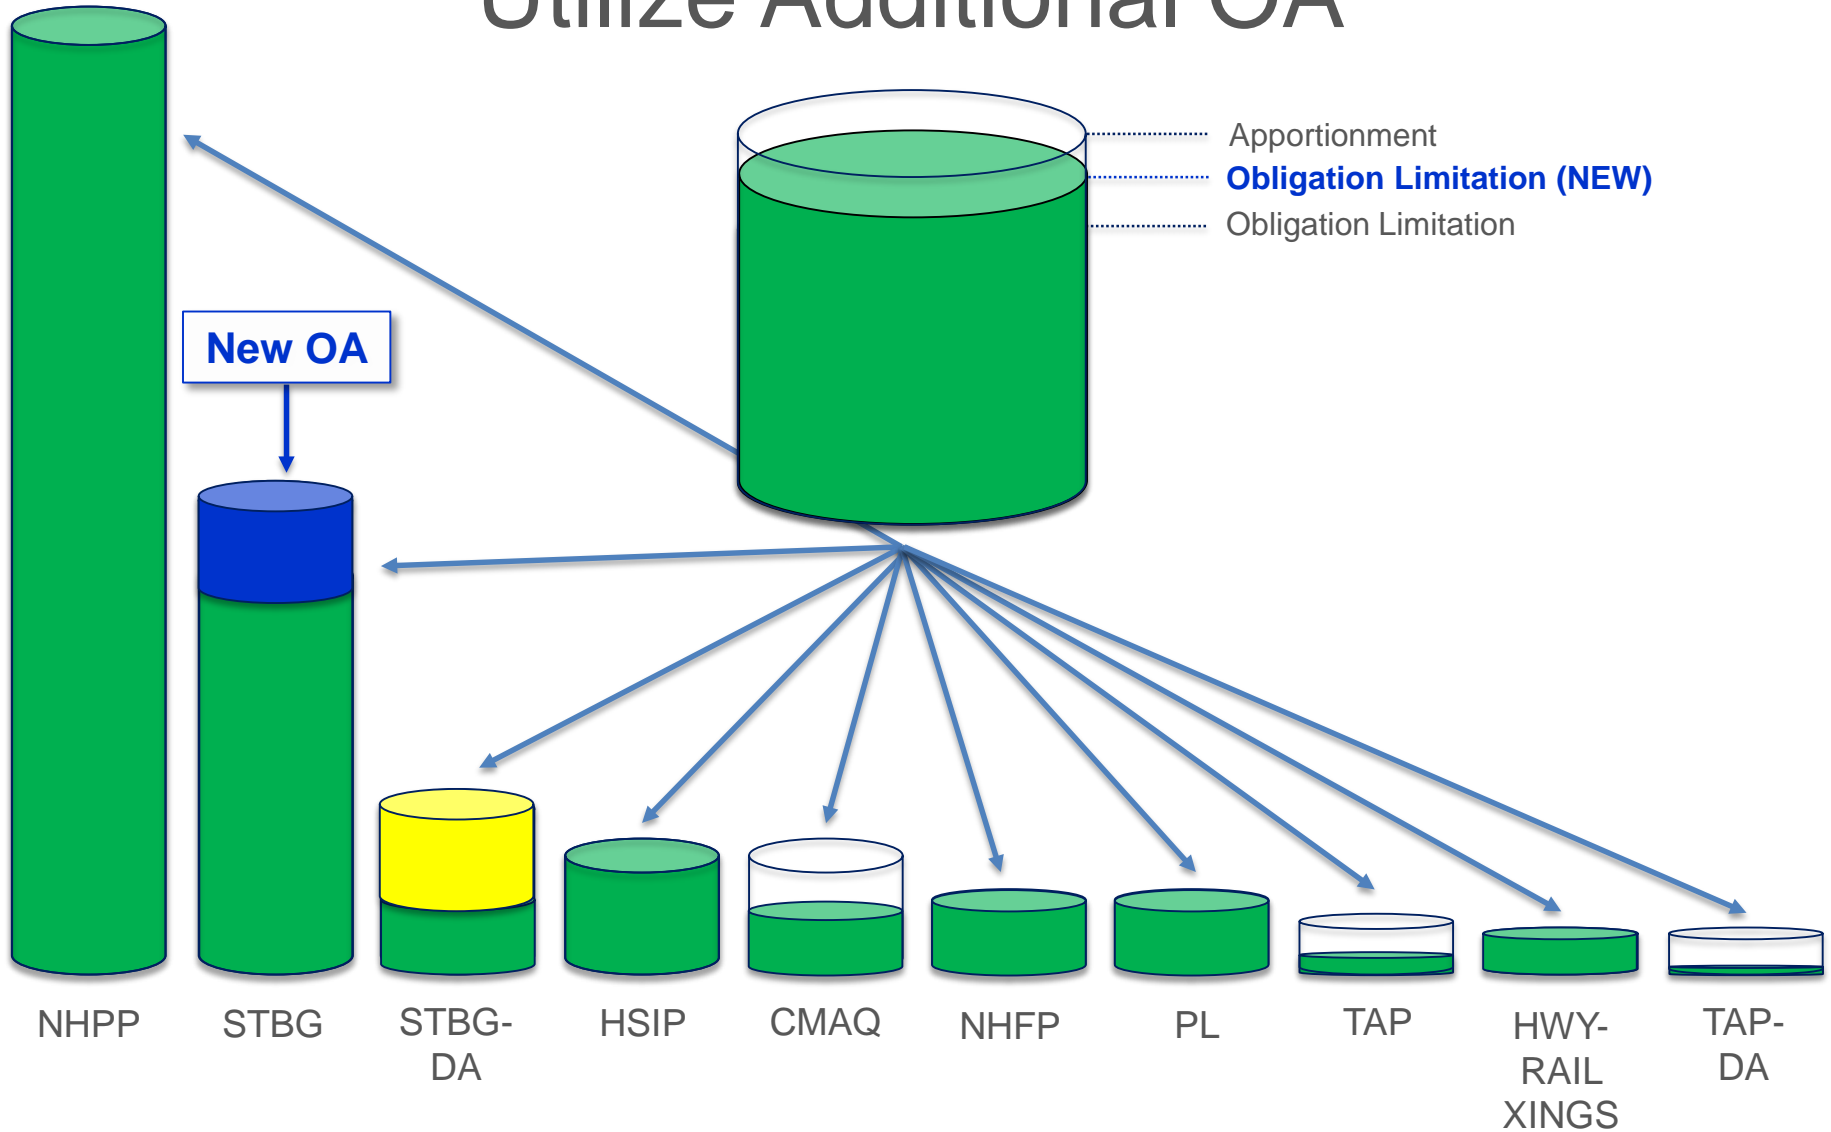 Utilize Additional OA
Apportionment
Obligation Limitation (NEW)
Obligation Limitation
New OA
NHPP
STBG
STBG-
DA
HSIP
CMAQ
NHFP
PL
TAP
HWY-
RAIL
XINGS
TAP-
DA